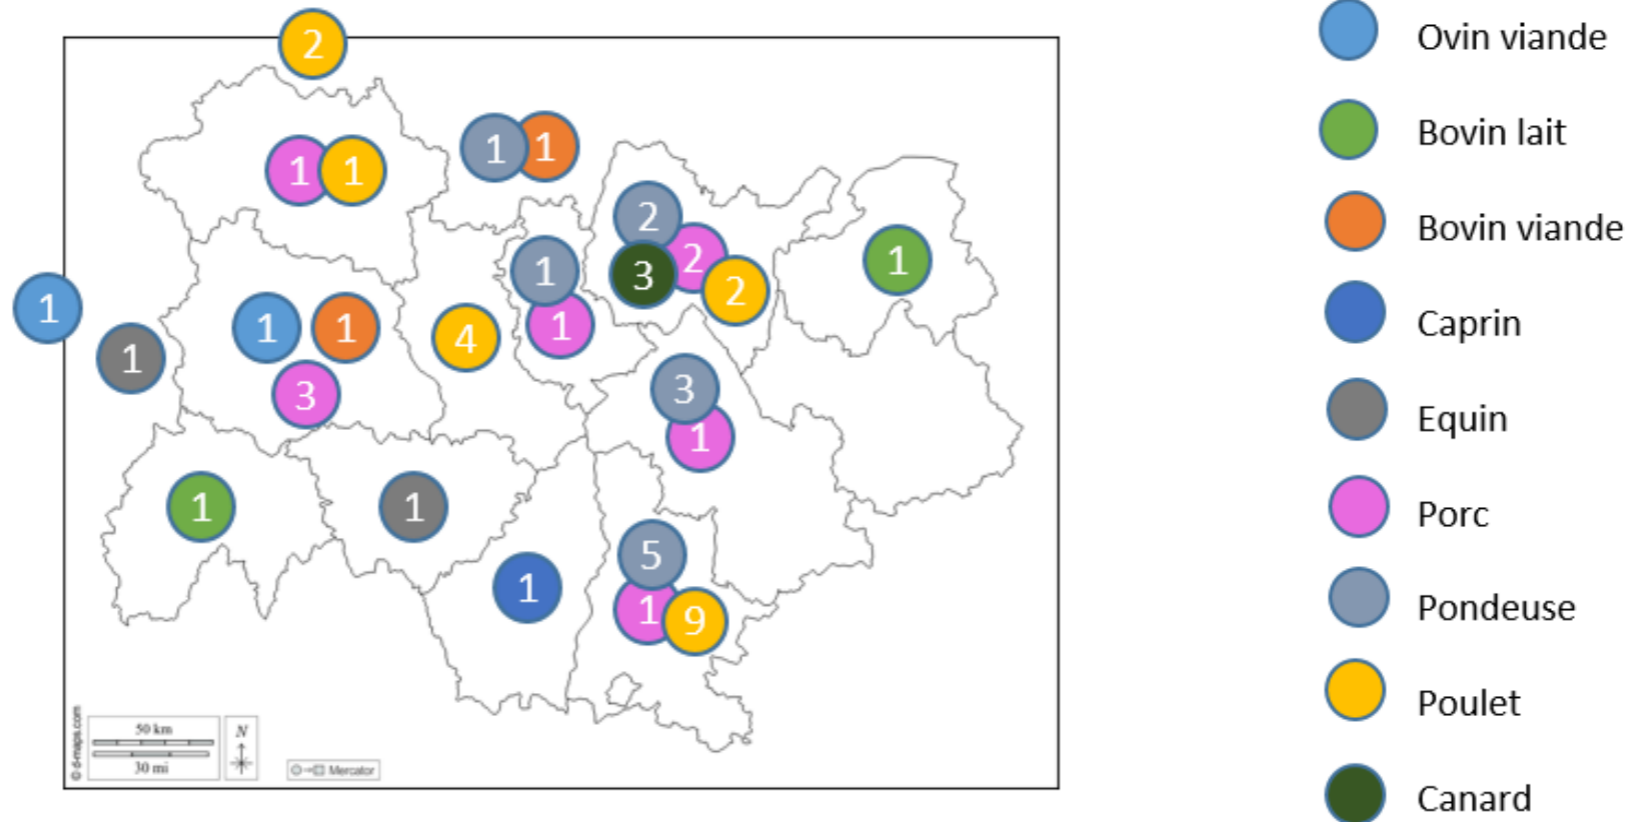 2
1 1
1 1
2
1
3 2 2
1
1
1
1 1
4
1
1
3
3
1
1
1
5
1
1 9
50 km
30 mi
N
© d-maps.com
Mercator
Ovin viande
Bovin lait
Bovin viande
Caprin
Equin
Porc
Pondeuse
Poulet
Canard